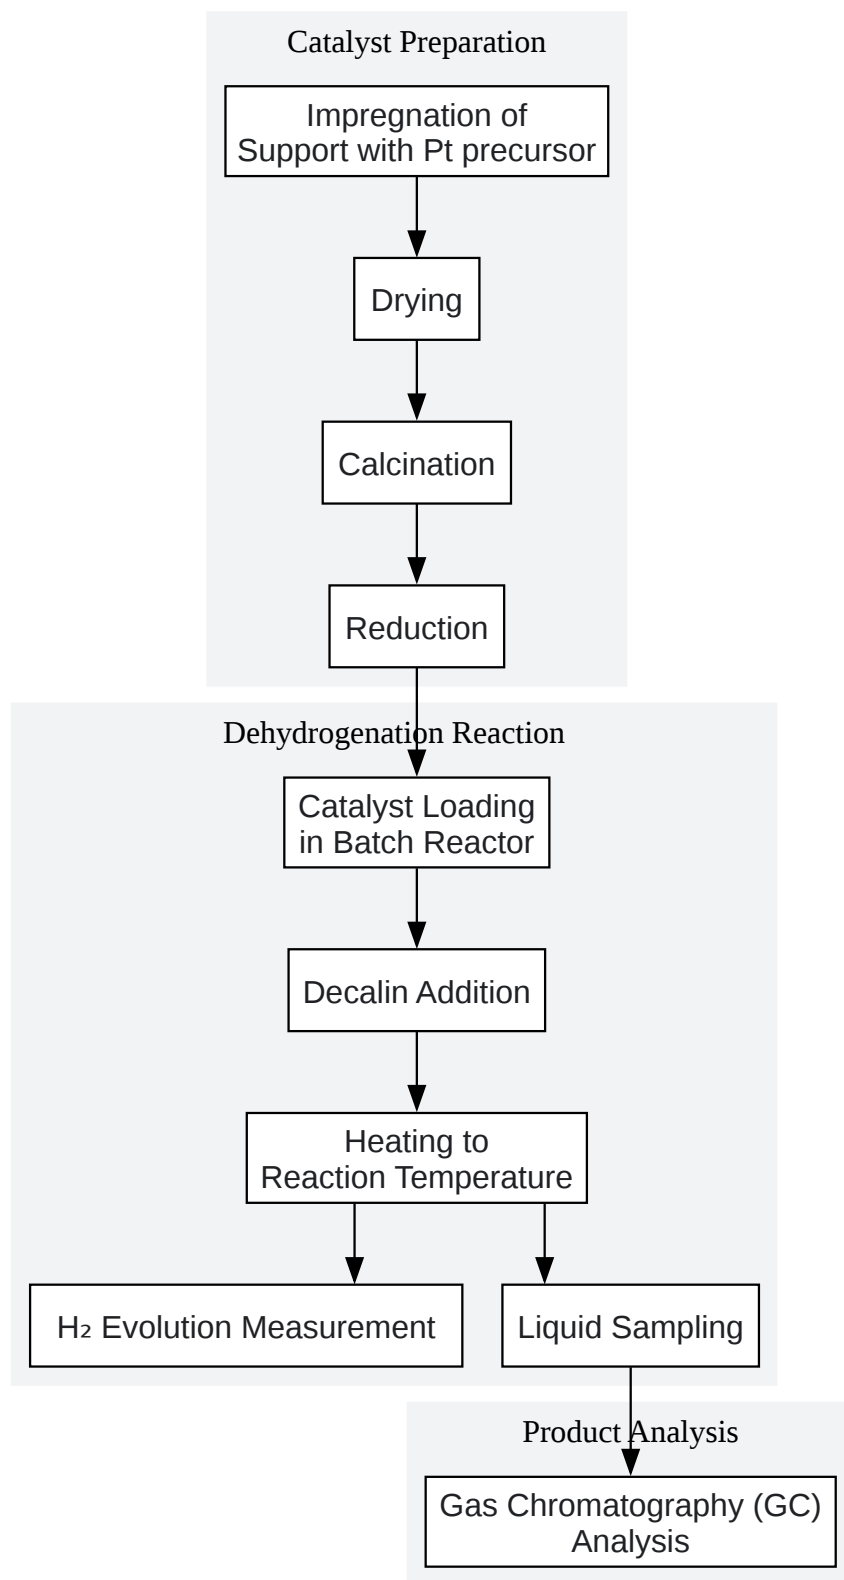 Catalyst Preparation
Impregnation of
Support with Pt precursor
Drying
Calcination
Reduction
Dehydrogenation Reaction
Catalyst Loading
in Batch Reactor
Decalin Addition
Heating to
Reaction Temperature
H₂ Evolution Measurement
Liquid Sampling
Product Analysis
Gas Chromatography (GC)
Analysis